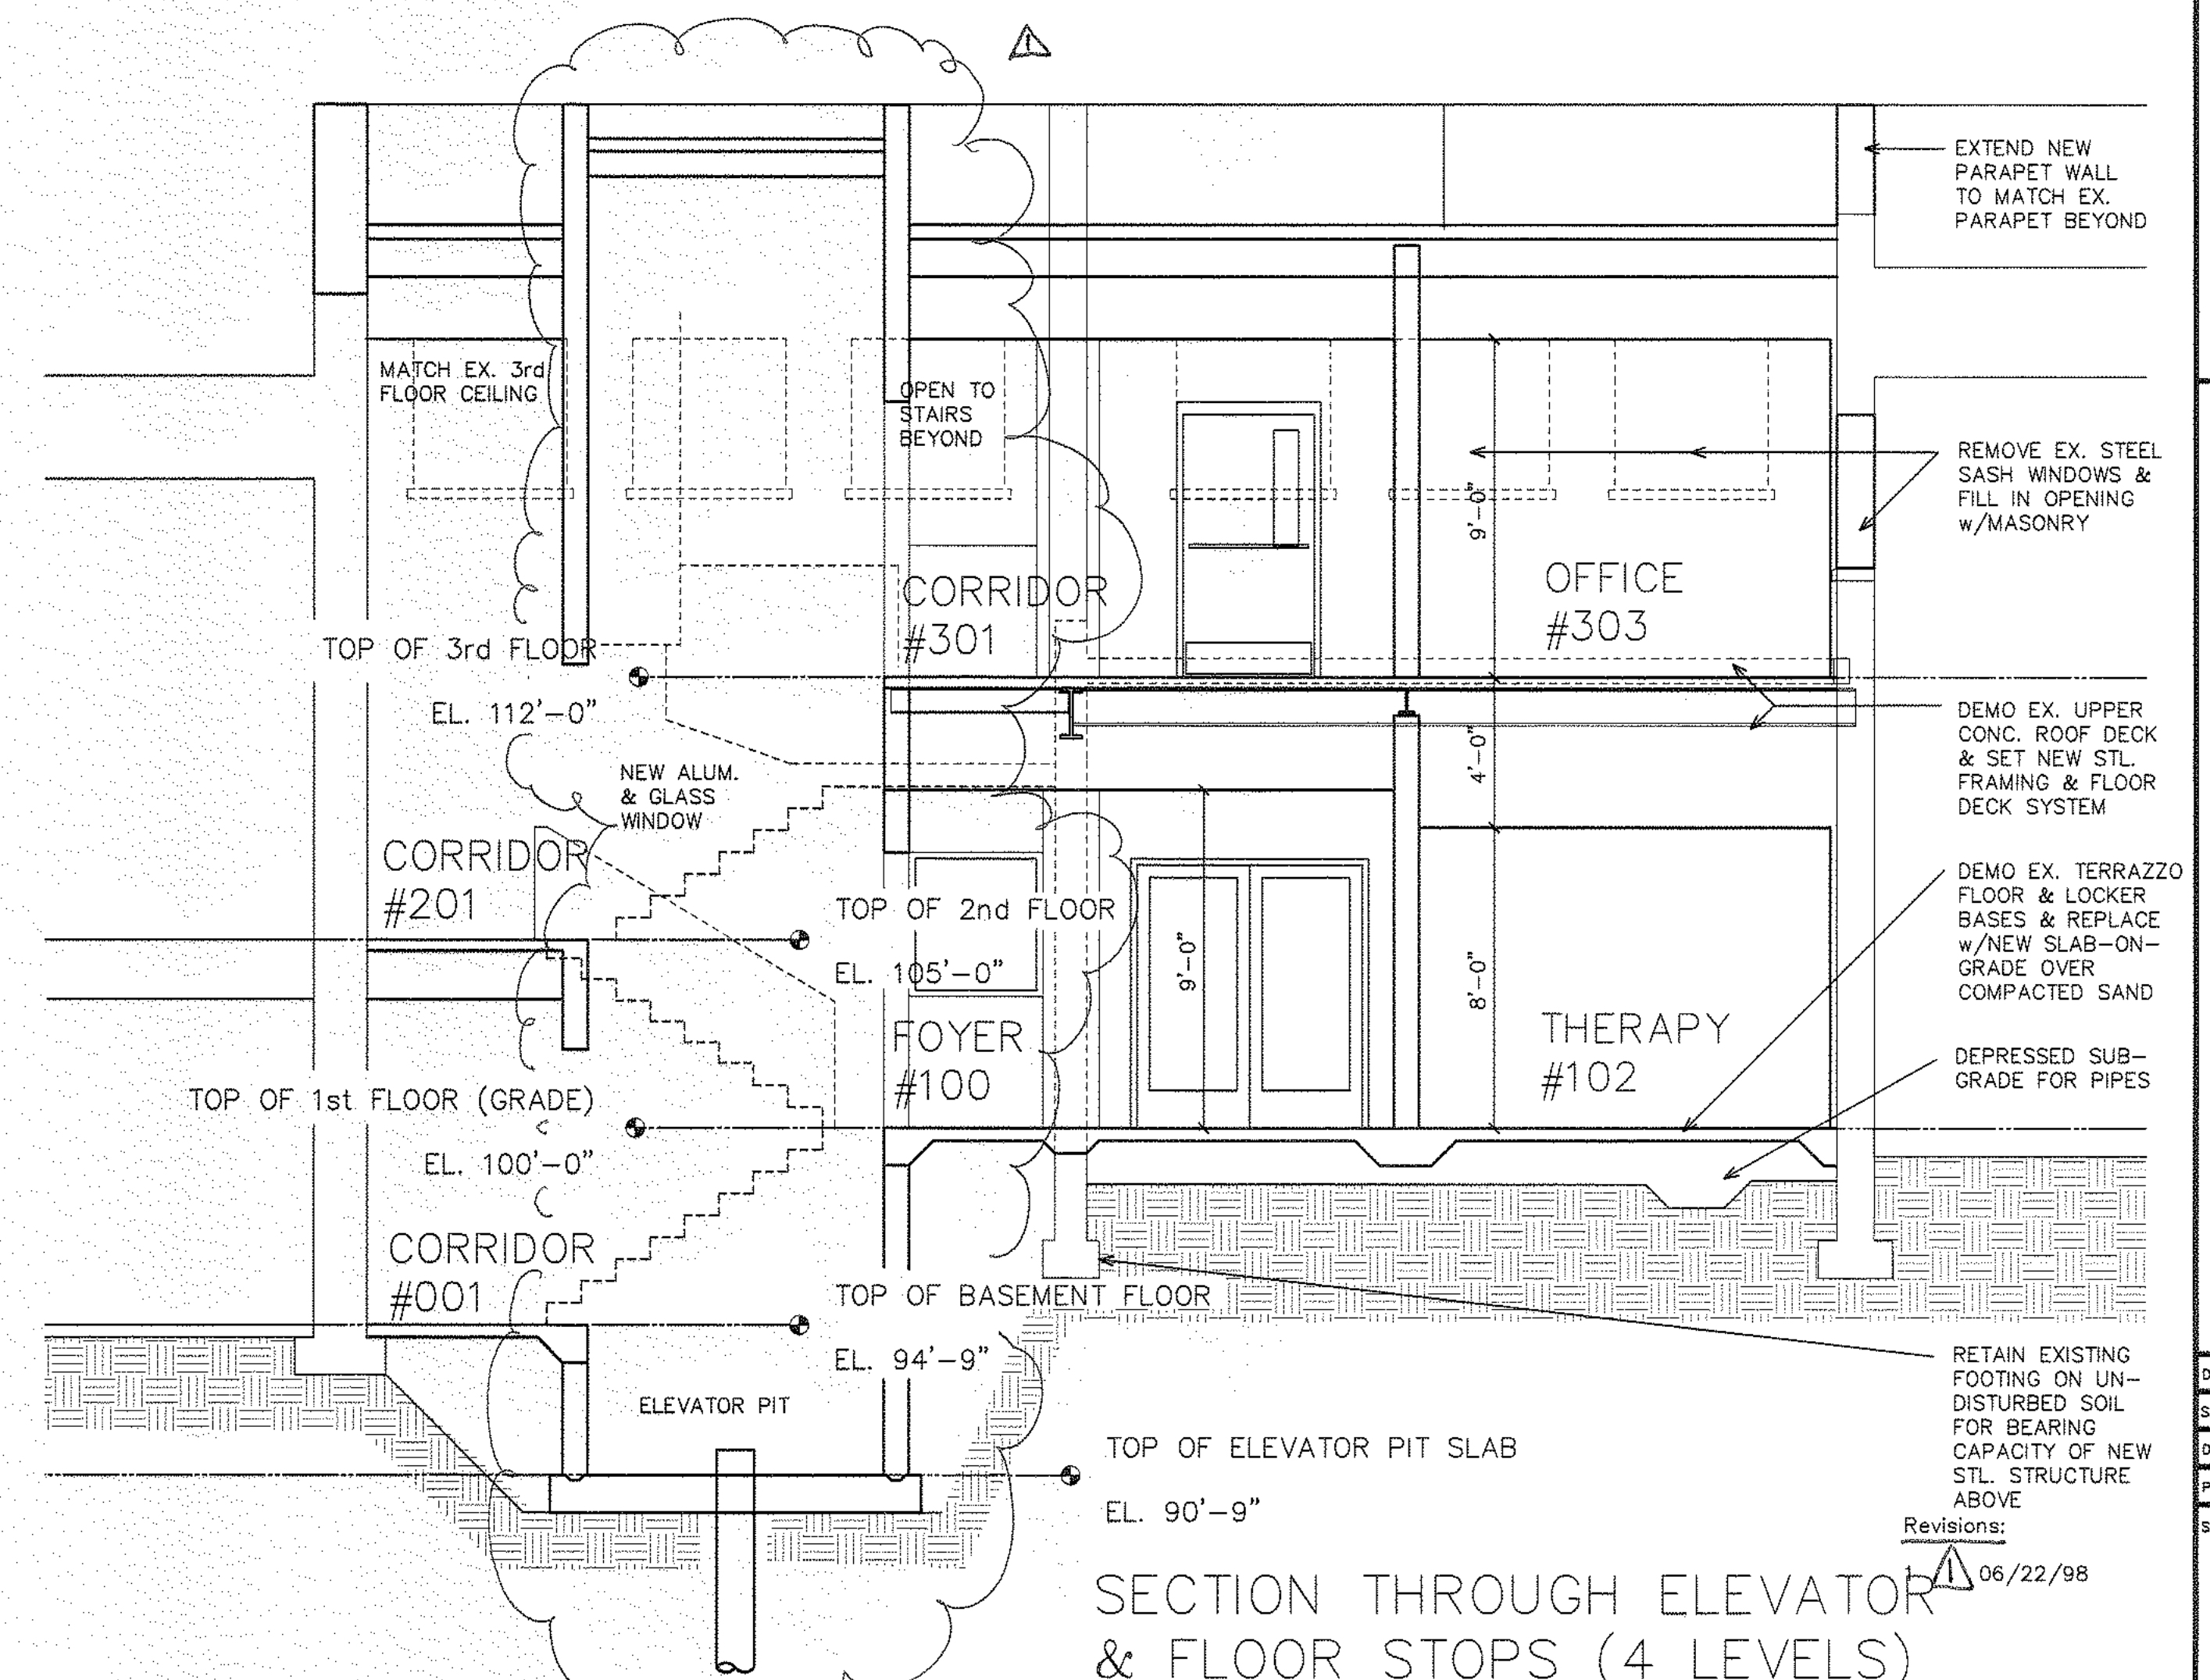 1
EXTEND NEW
PARAPET WALL
TO MATCH EX.
PARAPET BEYOND
MATCH EX. 3rd
FLOOR CEILING
OPEN TO
STAIRS
BEYOND
REMOVE EX. STEEL
SASH WINDOWS &
FILL IN OPENING
w/MASONRY
9'-0"
CORRIDOR
#301
OFFICE
#303
TOP OF 3rd FLOOR
EL. 112'-0"
DEMO EX. UPPER
CONC. ROOF DECK
& SET NEW STL.
FRAMING & FLOOR
DECK SYSTEM
4'-0"
NEW ALUM.
& GLASS
WINDOW
CORRIDOR
#201
TOP OF 2nd FLOOR
EL. 105'-0"
9'-0"
8'-0"
DEMO EX. TERRAZZO
FLOOR & LOCKER
BASES & REPLACE
w/NEW SLAB-ON-
GRADE OVER
COMPACTED SAND
FOYER
#100
THERAPY
#102
DEPRESSED SUB-
GRADE FOR PIPES
TOP OF 1st FLOOR (GRADE)
EL. 100'-0"
CORRIDOR
#001
TOP OF BASEMENT FLOOR
EL. 94'-9"
ELEVATOR PIT
RETAIN EXISTING
FOOTING ON UN-
DISTURBED SOIL
FOR BEARING
CAPACITY OF NEW
STL. STRUCTURE
ABOVE
TOP OF ELEVATOR PIT SLAB
EL. 90'-9"
Revisions:
1 1 06/22/98
SECTION THROUGH ELEVATOR
& FLOOR STOPS (4 LEVELS)